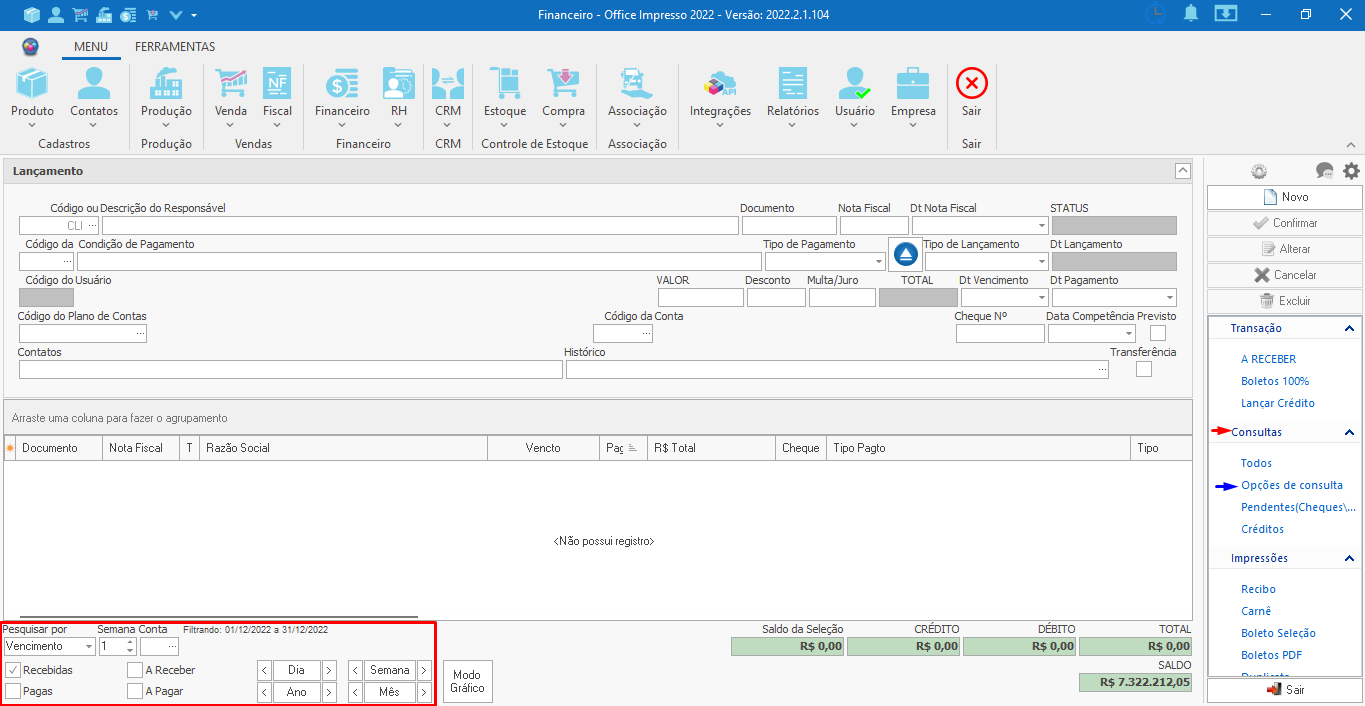 Financeiro - Office Impresso 2022 - Versão: 2022.2.1.104
MENU FERRAMENTAS
Produto Contatos Produção Venda Fiscal Financeiro RH CRM Estoque Compra Associação Integrações Relatórios Usuário Empresa Sair
Cadastros Produção Vendas Financeiro CRM Controle de Estoque Associação Sair
Lançamento
Código ou Descrição do Responsável Documento Nota Fiscal Dt Nota Fiscal STATUS
CLI ...
Código da Condição de Pagamento Tipo de Pagamento Tipo de Lançamento Dt Lançamento
Código do Usuário VALOR Desconto Multa/Juro TOTAL Dt Vencimento Dt Pagamento
Código do Plano de Contas Código da Conta Cheque Nº Data Competência Previsto
Contatos Histórico Transferência
Arraste uma coluna para fazer o agrupamento
Documento Nota Fiscal T Razão Social Vencto Pag R$ Total Cheque Tipo Pagto Tipo
<Não possui registro>
Pesquisar por Semana Conta Filtrando: 01/12/2022 a 31/12/2022
Vencimento 1 ...
Recebidas A Receber < Dia > < Semana >
Pagas A Pagar < Ano > < Mês >
Modo
Gráfico
Saldo da Seleção CRÉDITO DÉBITO TOTAL
R$ 0,00 R$ 0,00 R$ 0,00 R$ 0,00
SALDO
R$ 7.322.212,05
Novo
Confirmar
Alterar
Cancelar
Excluir
Transação
A RECEBER
Boletos 100%
Lançar Crédito
Consultas
Todos
Opções de consulta
Pendentes(Cheques\...
Créditos
Impressões
Recibo
Carnê
Boleto Seleção
Boletos PDF
Sair